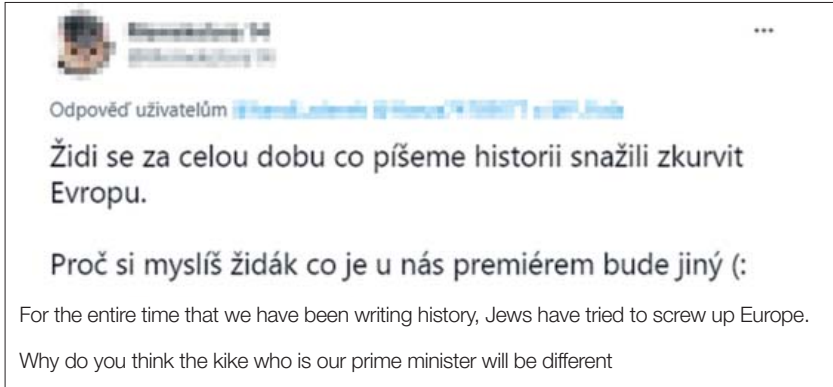 Odpověď uživatelům
Židi se za celou dobu co píšeme historii snažili zkurvit
Evropu.
Proč si myslíš židák co je u nás premiérem bude jiný (:
For the entire time that we have been writing history, Jews have tried to screw up Europe.
Why do you think the kike who is our prime minister will be different